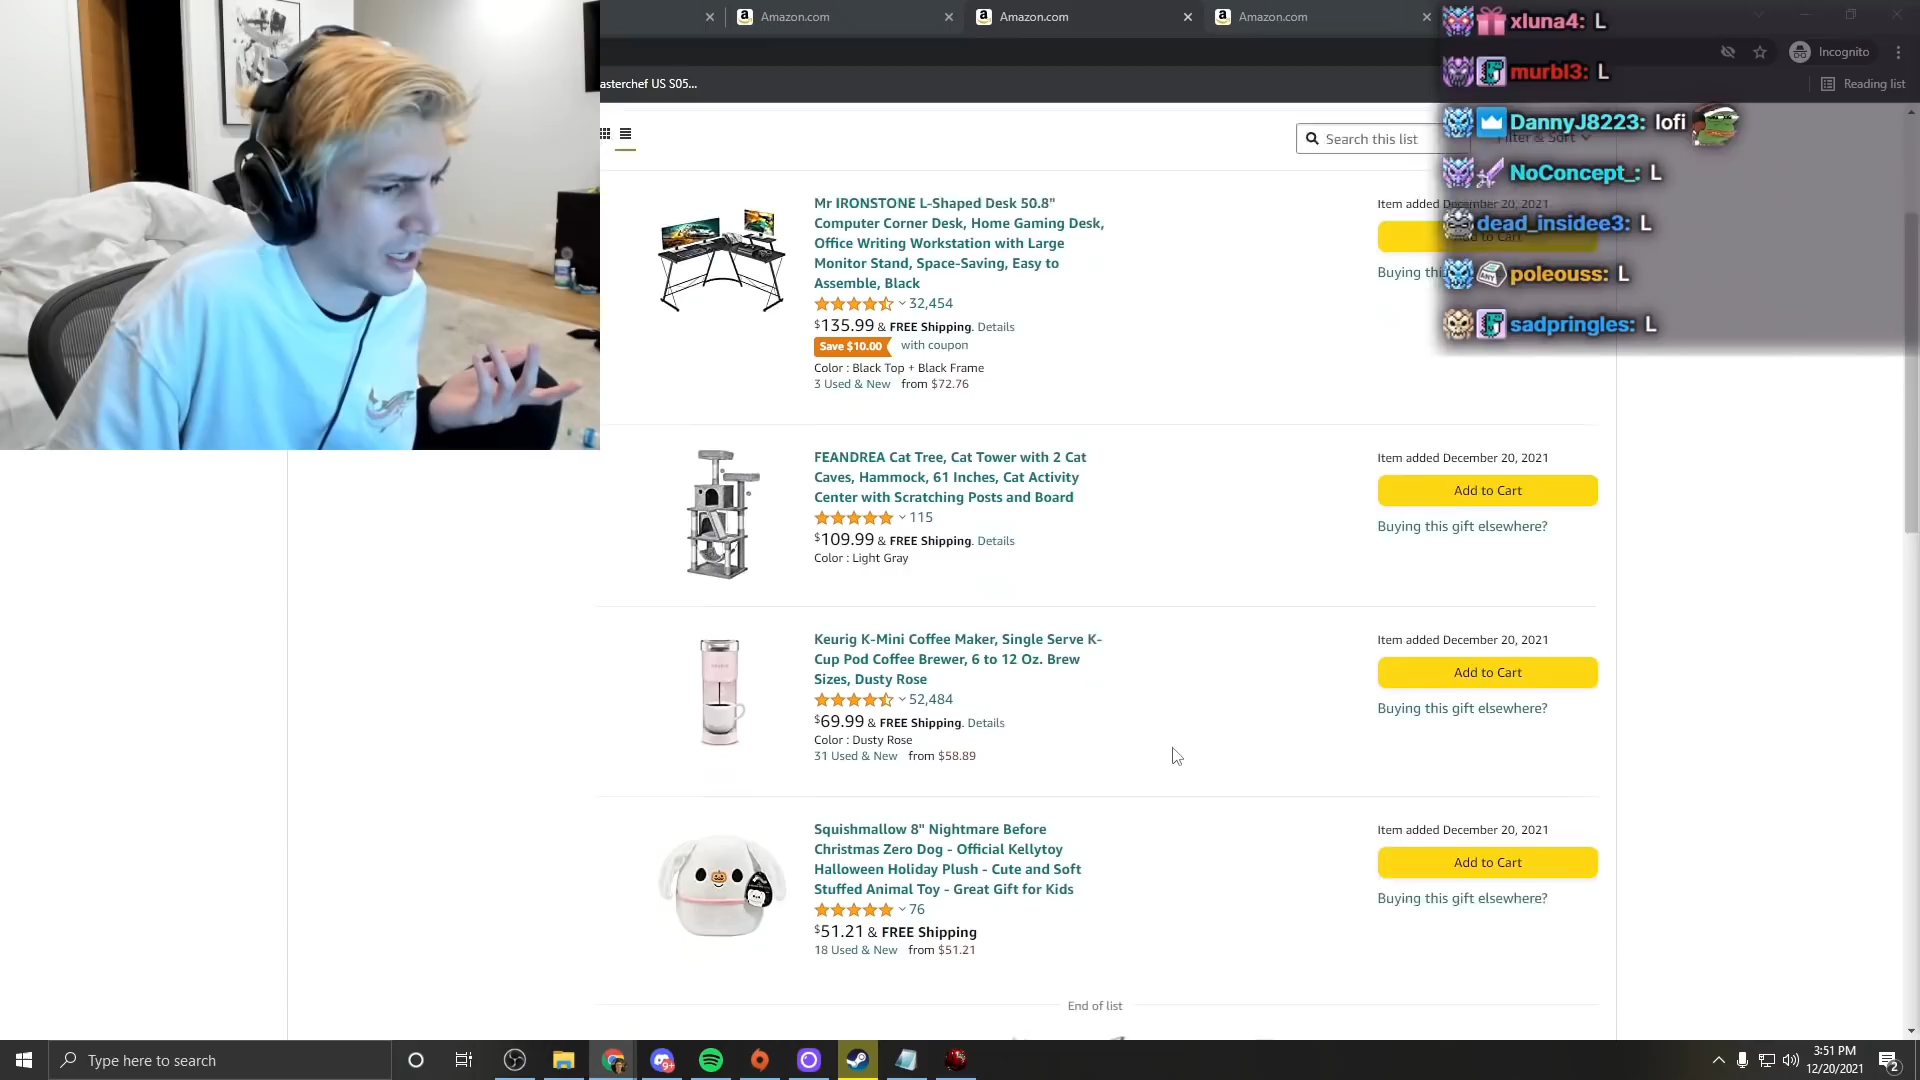 Amazon.com
Amazon.com
Amazon.com
Incognito
asterchef US S05...
Reading list
Search this list
Filter & Sort
xluna4: L
murbl3: L
DannyJ8223: lofi
NoConcept_: L
dead_insidee3: L
poleouss: L
sadpringles: L
Mr IRONSTONE L-Shaped Desk 50.8"
Computer Corner Desk, Home Gaming Desk,
Office Writing Workstation with Large
Monitor Stand, Space-Saving, Easy to
Assemble, Black
32,454
$135.99 & FREE Shipping. Details
Save $10.00 with coupon
Color : Black Top + Black Frame
3 Used & New from $72.76
Item added December 20, 2021
to Cart
Buying thi
FEANDREA Cat Tree, Cat Tower with 2 Cat
Caves, Hammock, 61 Inches, Cat Activity
Center with Scratching Posts and Board
115
$109.99 & FREE Shipping. Details
Color : Light Gray
Item added December 20, 2021
Add to Cart
Buying this gift elsewhere?
Keurig K-Mini Coffee Maker, Single Serve K-
Cup Pod Coffee Brewer, 6 to 12 Oz. Brew
Sizes, Dusty Rose
52,484
$69.99 & FREE Shipping. Details
Color : Dusty Rose
31 Used & New from $58.89
Item added December 20, 2021
Add to Cart
Buying this gift elsewhere?
Squishmallow 8" Nightmare Before
Christmas Zero Dog - Official Kellytoy
Halloween Holiday Plush - Cute and Soft
Stuffed Animal Toy - Great Gift for Kids
76
$51.21 & FREE Shipping
18 Used & New from $51.21
Item added December 20, 2021
Add to Cart
Buying this gift elsewhere?
End of list
Type here to search
9+
3:51 PM
12/20/2021
2